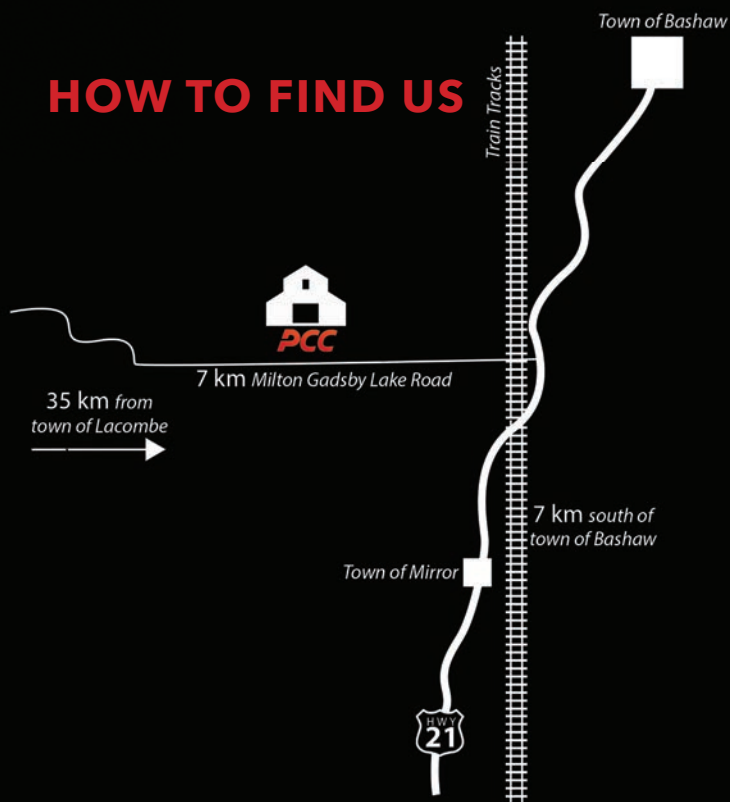 Town of Bashaw
HOW TO FIND US
Train Tracks
PCC
7 km Milton Gadsby Lake Road
35 km from
town of Lacombe
7 km south of
town of Bashaw
Town of Mirror
HWY
21